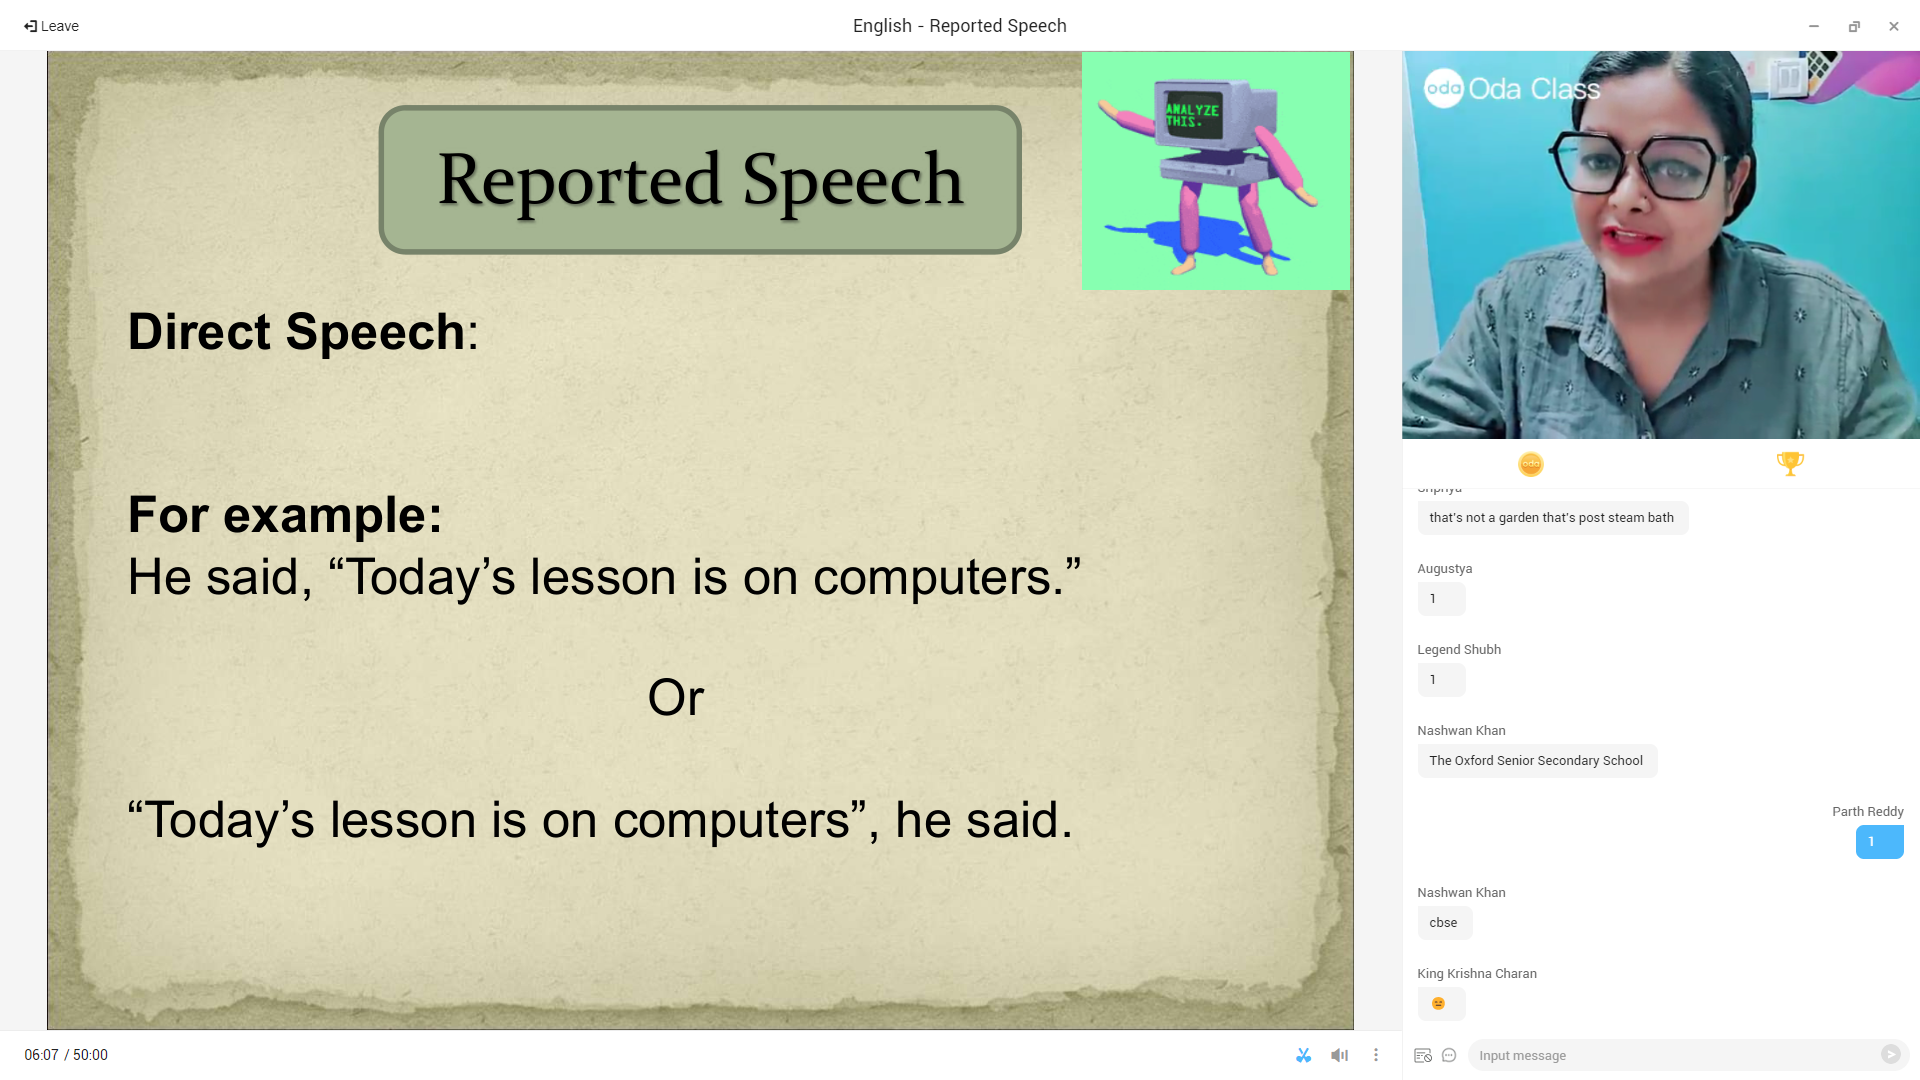 Leave
English - Reported Speech
Reported Speech
ANALYZE
THIS.
Direct Speech:
For example:
He said, “Today’s lesson is on computers.”
Or
“Today’s lesson is on computers”, he said.
06:07 / 50:00
oda Oda Class
oda
Sripriya
that's not a garden that's post steam bath
Augustya
1
Legend Shubh
1
Nashwan Khan
The Oxford Senior Secondary School
Parth Reddy
1
Nashwan Khan
cbse
King Krishna Charan
Input message